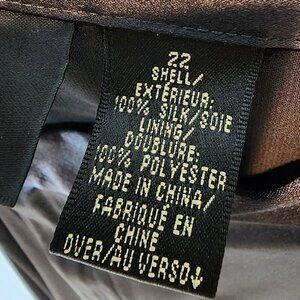 22
SHELL/
EXTÉRIEUR:
100% SILK/SOIE
LINING/
DOUBLURE:
100% POLYESTER
MADE IN CHINA/
FABRIQUÉ EN
CHINE
OVER/AU VERSO↓